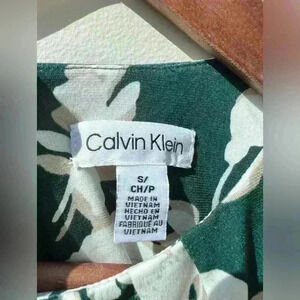 Calvin Klein
S/
CH/P
MADE IN
VIETNAM
HECHO EN
VIETNAM
FABRIQUÉ AU
VIETNAM